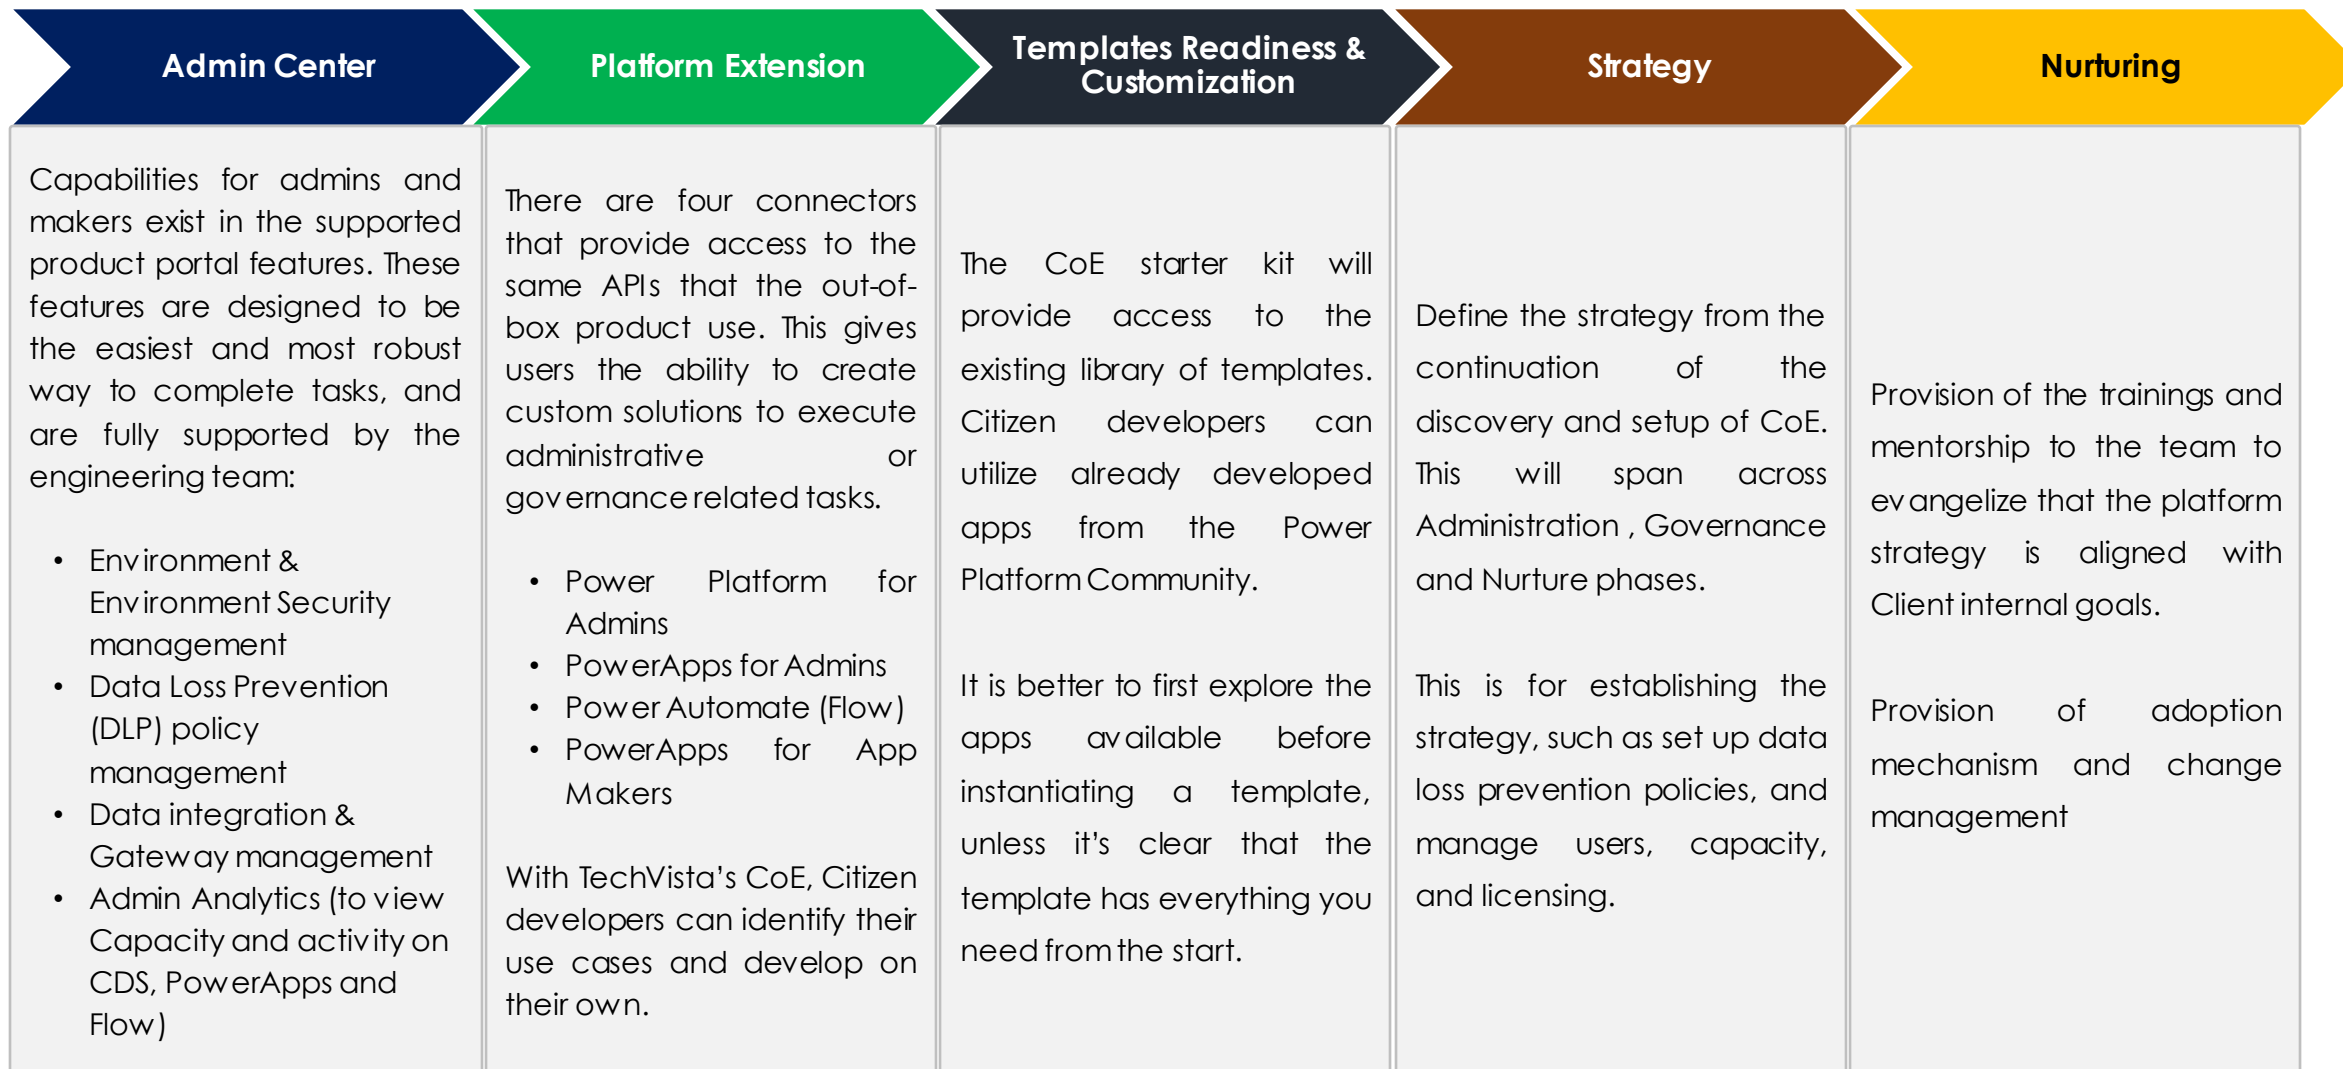 Admin Center
Platform Extension
Templates Readiness &
Customization
Strategy
Nurturing
Capabilities for admins and
makers exist in the supported
product portal features. These
features are designed to be
the easiest and most robust
way to complete tasks, and
are fully supported by the
engineering team:
• Environment &
Environment Security
management
• Data Loss Prevention
(DLP) policy
management
• Data integration &
Gateway management
• Admin Analytics (to view
Capacity and activity on
CDS, PowerApps and
Flow)
There are four connectors
that provide access to the
same APIs that the out-of-
box product use. This gives
users the ability to create
custom solutions to execute
administrative or
governance related tasks.
• Power Platform for
Admins
• PowerApps for Admins
• Power Automate (Flow)
• PowerApps for App
Makers
With TechVista's CoE, Citizen
developers can identify their
use cases and develop on
their own.
The CoE starter kit will
provide access to the
existing library of templates.
Citizen developers can
utilize already developed
apps from the Power
Platform Community.
It is better to first explore the
apps available before
instantiating a template,
unless it's clear that the
template has everything you
need from the start.
Define the strategy from the
continuation of the
discovery and setup of CoE.
This will span across
Administration , Governance
and Nurture phases.
This is for establishing the
strategy, such as set up data
loss prevention policies, and
manage users, capacity,
and licensing.
Provision of the trainings and
mentorship to the team to
evangelize that the platform
strategy is aligned with
Client internal goals.
Provision of adoption
mechanism and change
management